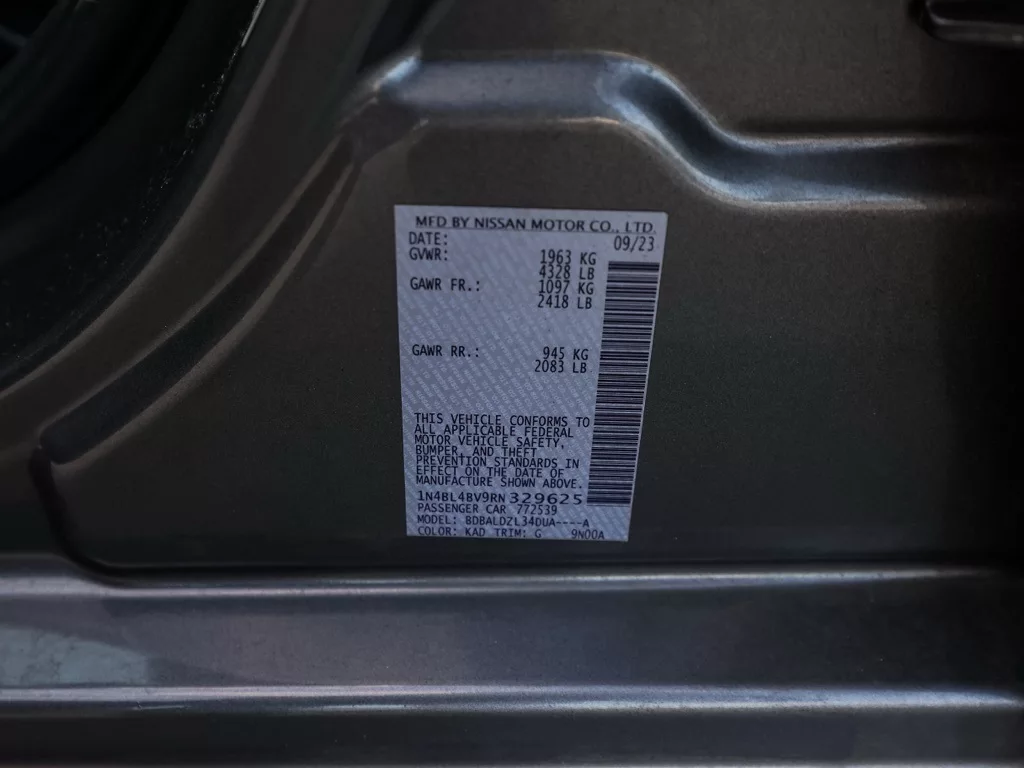 MFD BY NISSAN MOTOR CO., LTD.
DATE: 09/23
GVWR: 1963 KG
4328 LB
GAWR FR.: 1097 KG
2418 LB
GAWR RR.: 945 KG
2083 LB
THIS VEHICLE CONFORMS TO
ALL APPLICABLE FEDERAL
MOTOR VEHICLE SAFETY,
BUMPER, AND THEFT
PREVENTION STANDARDS IN
EFFECT ON THE DATE OF
MANUFACTURE SHOWN ABOVE.
1N4BL4BV9RN329625
PASSENGER CAR 772539
MODEL: BDBALDZL34DUA----A
COLOR: KAD TRIM: G 9N00A